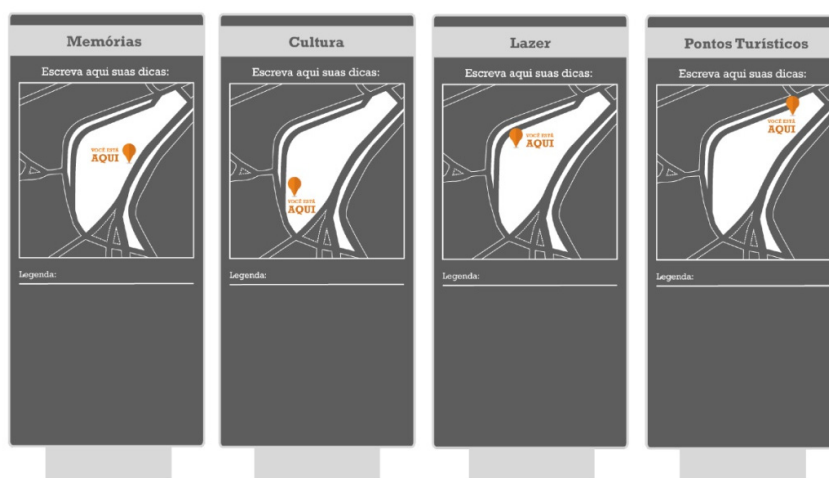 Memórias
Escreva aqui suas dicas:
VOCÊ ESTÁ
AQUI
Legenda:
Cultura
Escreva aqui suas dicas:
VOCÊ ESTÁ
AQUI
Legenda:
Lazer
Escreva aqui suas dicas:
VOCÊ ESTÁ
AQUI
Legenda:
Pontos Turísticos
Escreva aqui suas dicas:
VOCÊ ESTÁ
AQUI
Legenda: